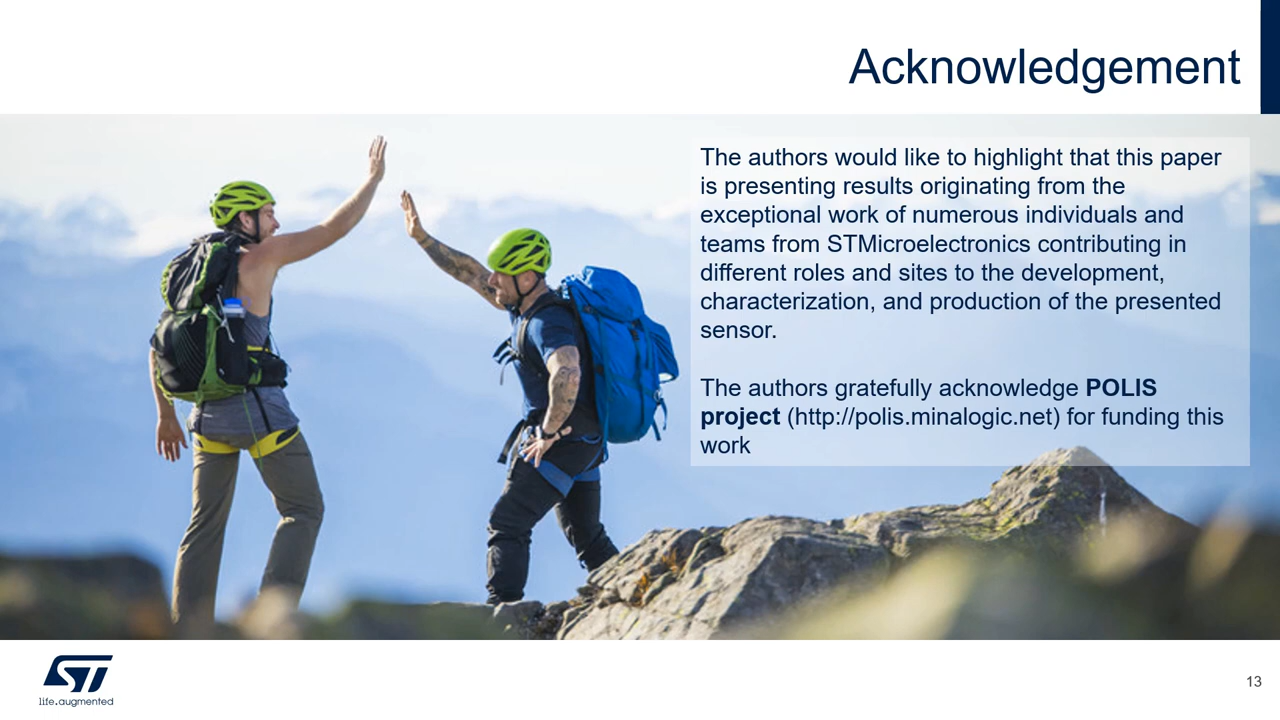 Acknowledgement
The authors would like to highlight that this paper
is presenting results originating from the
exceptional work of numerous individuals and
teams from STMicroelectronics contributing in
different roles and sites to the development,
characterization, and production of the presented
sensor.
The authors gratefully acknowledge POLIS
project (http://polis.minalogic.net) for funding this
work
ST
life.augmented
13